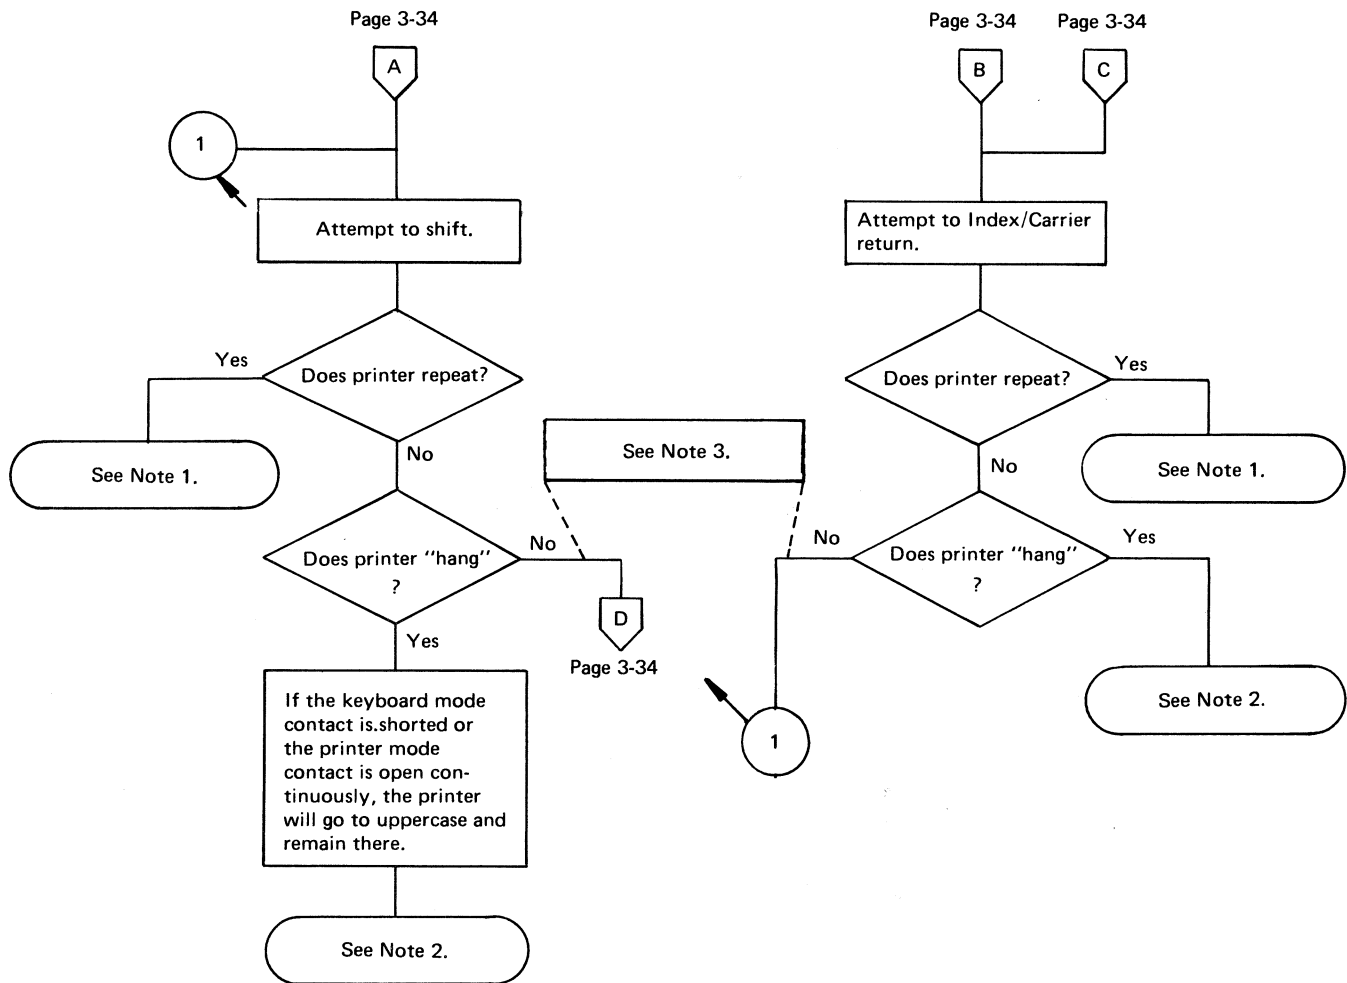 Page 3-34
A
1
Attempt to shift.
Does printer repeat?
Yes
See Note 1.
No
Does printer "hang"
?
No
D
Page 3-34
Yes
If the keyboard mode
contact is.shorted or
the printer mode
contact is open con-
tinuously, the printer
will go to uppercase and
remain there.
See Note 2.
See Note 3.
Page 3-34
Page 3-34
B
C
Attempt to Index/Carrier
return.
Does printer repeat?
Yes
See Note 1.
No
Does printer "hang"
?
Yes
See Note 2.
No
1